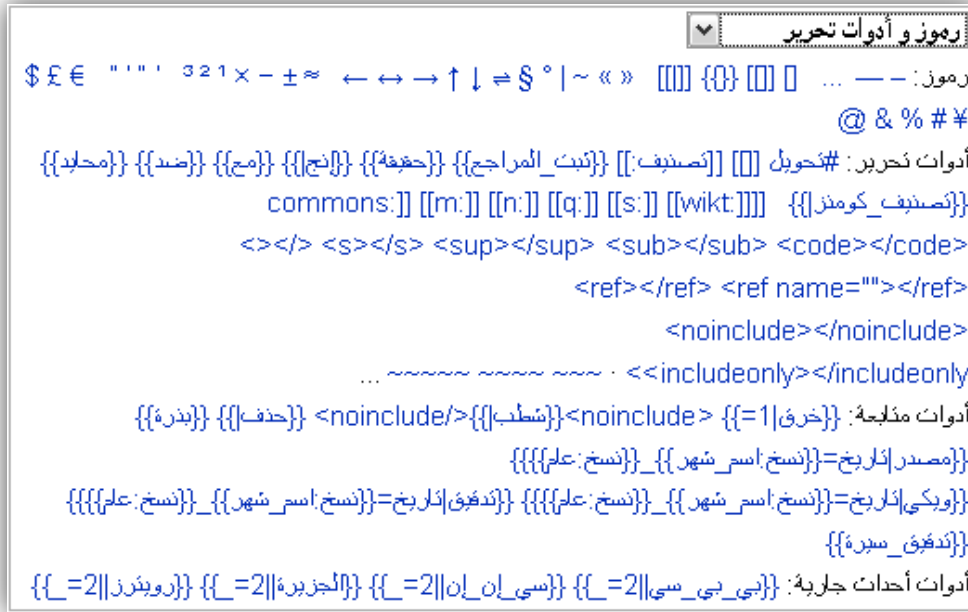 رموز و أدوات تحرير
رموز: – — … [] [[]] {{}} [[|]] « » ~ | ° § ⇌ ↓ ↑ → ↔ ← ≈ ± − × ¹ ² ³ ' " ' " € £ $
¥ # % & @
أدوات تحرير: #تحويل [[]] [[تصنيف:]] {{ثبت_المراجع}} {{حقيقة}} {{إنج|}} {{مع}} {{ضد}} {{محايد}}
{{تصنيف_كومنز|}} [[commons:]] [[m:]] [[n:]] [[q:]] [[s:]] [[wikt:]]
<></> <s></s> <sup></sup> <sub></sub> <code></code>
<ref></ref> <ref name=""></ref>
<noinclude></noinclude>
<includeonly></includeonly> · ~~~ ~~~~ ~~~~~ ...
أدوات متابعة: {{خرق|1=}} <noinclude>{{شطب|}}</noinclude> {{حذف|}} {{بذرة}}
{{مصدر|تاريخ={{نسخ:اسم_شهر}}_{{نسخ:عام}}}}
{{ويكي|تاريخ={{نسخ:اسم_شهر}}_{{نسخ:عام}}}} {{تدقيق|تاريخ={{نسخ:اسم_شهر}}_{{نسخ:عام}}}}
{{تدقيق_سيرة}}
أدوات أحداث جارية: {{بي_بي_سي||2=_}} {{سي_إن_إن||2=_}} {{الجزيرة||2=_}} {{رويترز||2=_}}